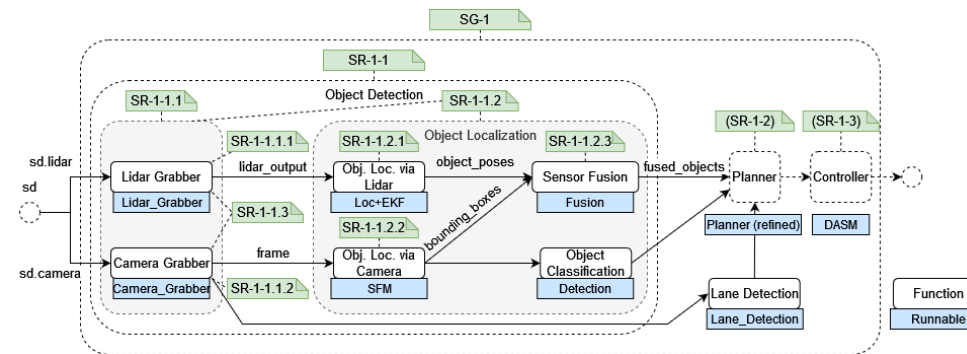 SG-1
SR-1-1
Object Detection
SR-1-1.1
SR-1-1.2
Object Localization
(SR-1-2)
(SR-1-3)
SR-1-1.1.1
SR-1-1.2.1
SR-1-1.2.3
sd.lidar
sd
Lidar Grabber
Lidar_Grabber
lidar_output
Obj. Loc. via
Lidar
Loc+EKF
object_poses
Sensor Fusion
Fusion
fused_objects
Planner
Planner (refined)
Controller
DASM
SR-1-1.3
SR-1-1.2.2
bounding_boxes
sd.camera
Camera Grabber
Camera_Grabber
frame
Obj. Loc. via
Camera
SFM
Object
Classification
Detection
SR-1-1.1.2
Lane Detection
Lane_Detection
Function
Runnable